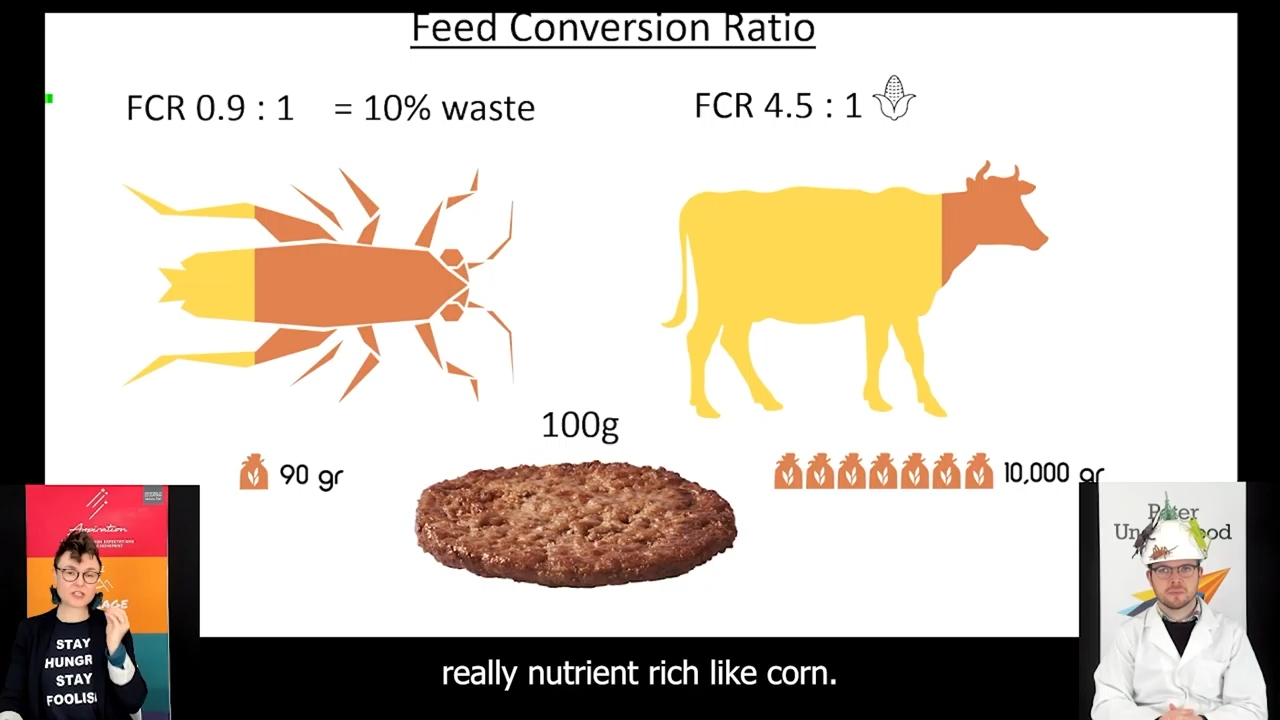 Feed Conversion Ratio
FCR 0.9 : 1 = 10% waste
FCR 4.5 : 1
100g
90 gr
10,000 gr
Aspiration
STAY
HUNGR
STAY
FOOLIS
really nutrient rich like corn.